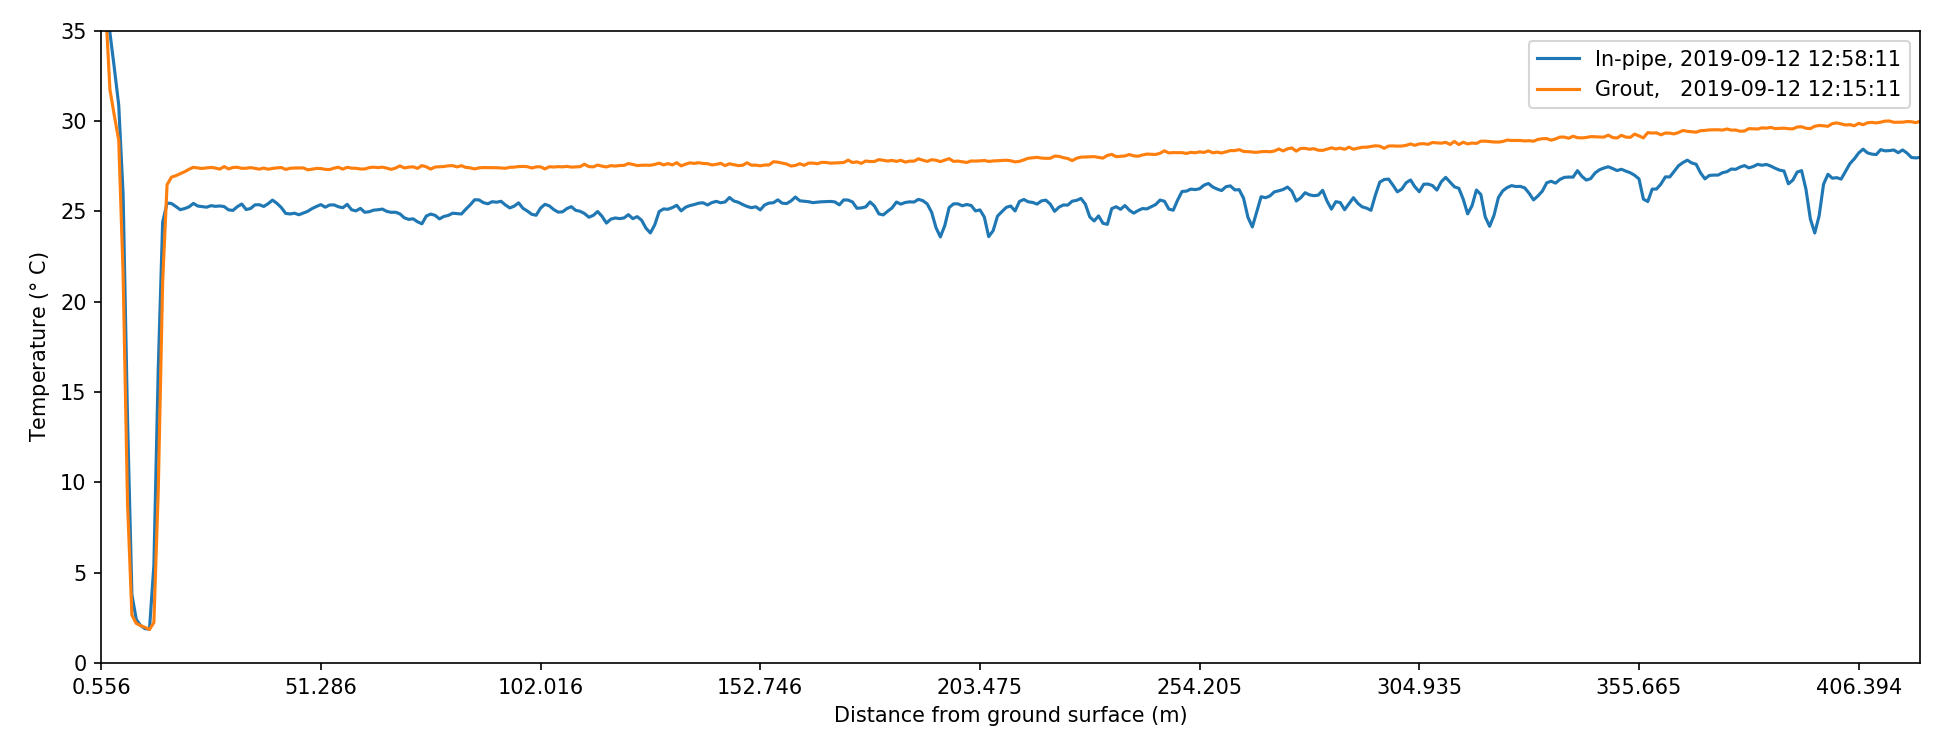 35
30
25
20
15
10
5
0
Temperature (° C)
In-pipe, 2019-09-12 12:58:11
Grout, 2019-09-12 12:15:11
0.556 51.286 102.016 152.746 203.475 254.205 304.935 355.665 406.394
Distance from ground surface (m)